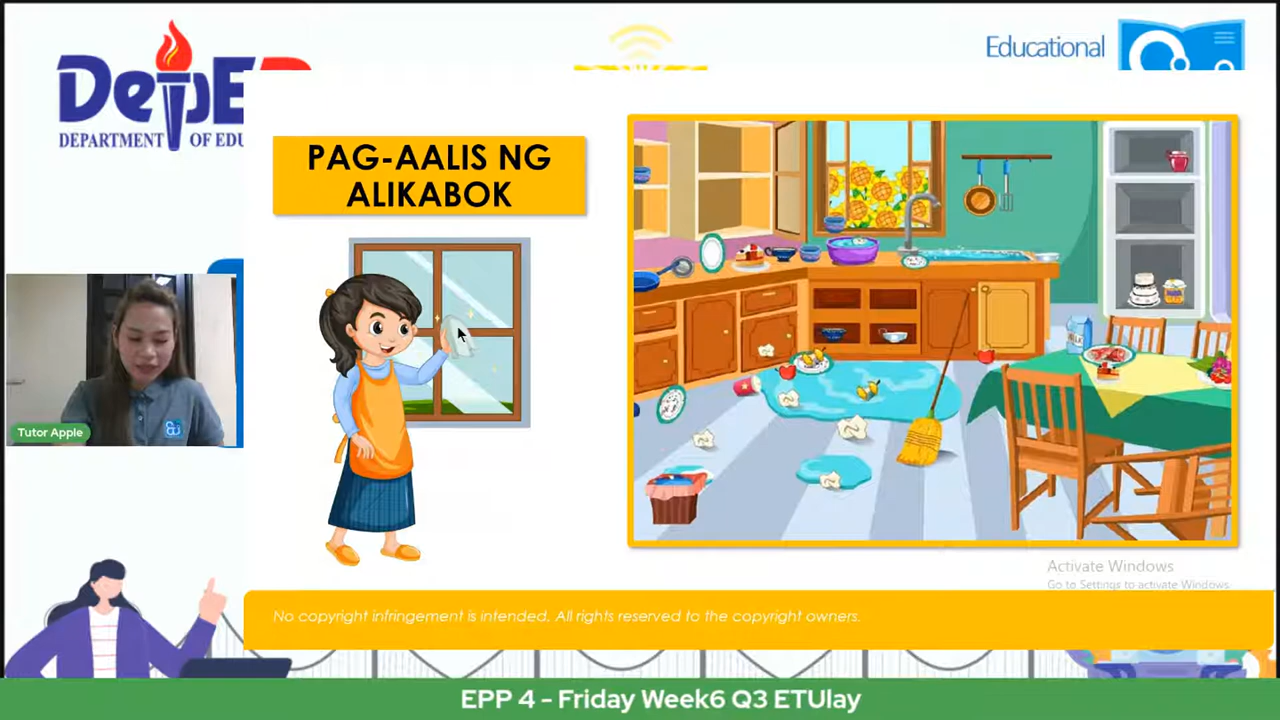 DepE
DEPARTMENT OF EDU
Educational
PAG-AALIS NG
ALIKABOK
Tutor Apple
MILK
Activate Windows
Go to Settings to activate Windows.
No copyright infringement is intended. All rights reserved to the copyright owners.
EPP 4 - Friday Week6 Q3 ETUlay